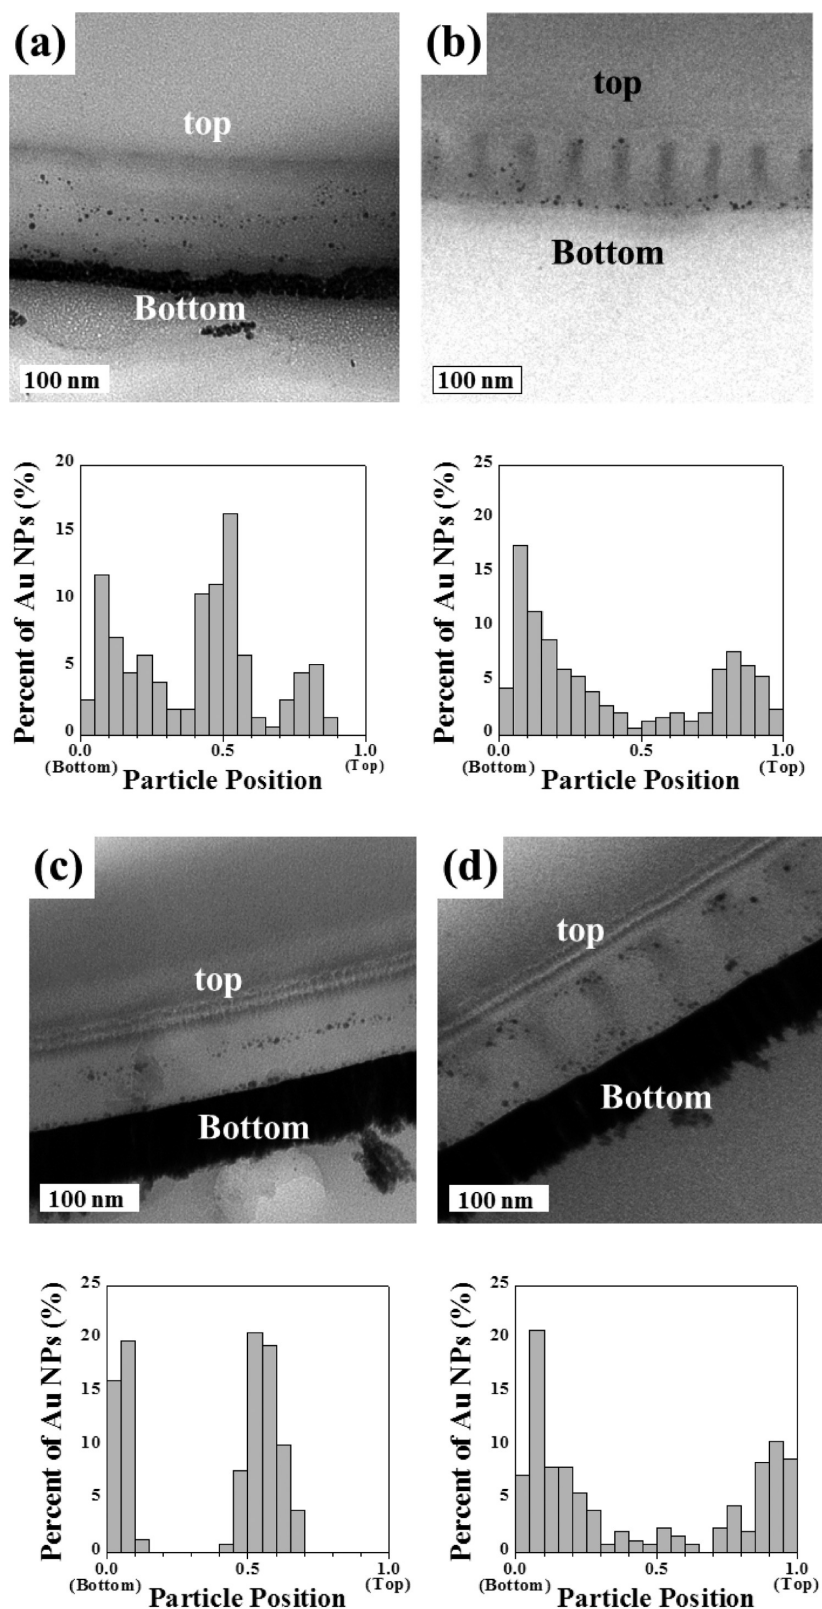 (a)
top
Bottom
100 nm
(b)
top
Bottom
100 nm
Percent of Au NPs (%)
20
15
10
5
0
0.0
0.5
1.0
(Bottom)
(Top)
Particle Position
Percent of Au NPs (%)
25
20
15
10
5
0
0.0
0.5
1.0
(Bottom)
(Top)
Particle Position
(c)
top
Bottom
100 nm
(d)
top
Bottom
100 nm
Percent of Au NPs (%)
25
20
15
10
5
0
0.0
0.5
1.0
(Bottom)
(Top)
Particle Position
Percent of Au NPs (%)
25
20
15
10
5
0
0.0
0.5
1.0
(Bottom)
(Top)
Particle Position